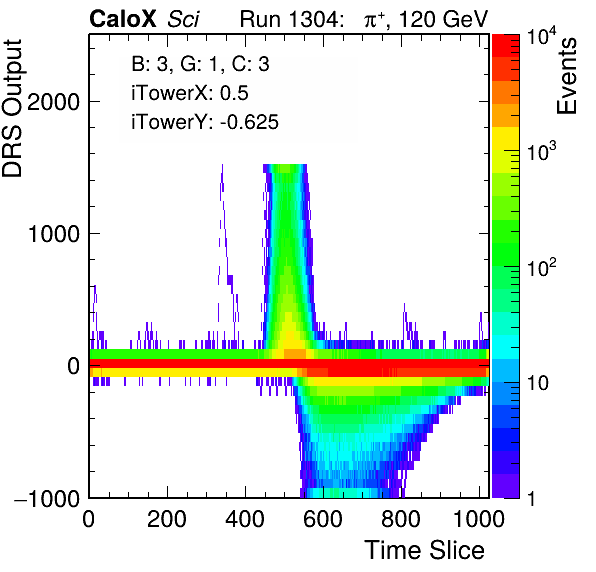 CaloX Sci Run 1304: π⁺, 120 GeV
B: 3, G: 1, C: 3
iTowerX: 0.5
iTowerY: -0.625
DRS Output
2000
1000
0
−1000
0 200 400 600 800 1000
Time Slice
Events
10⁴
10³
10²
10
1